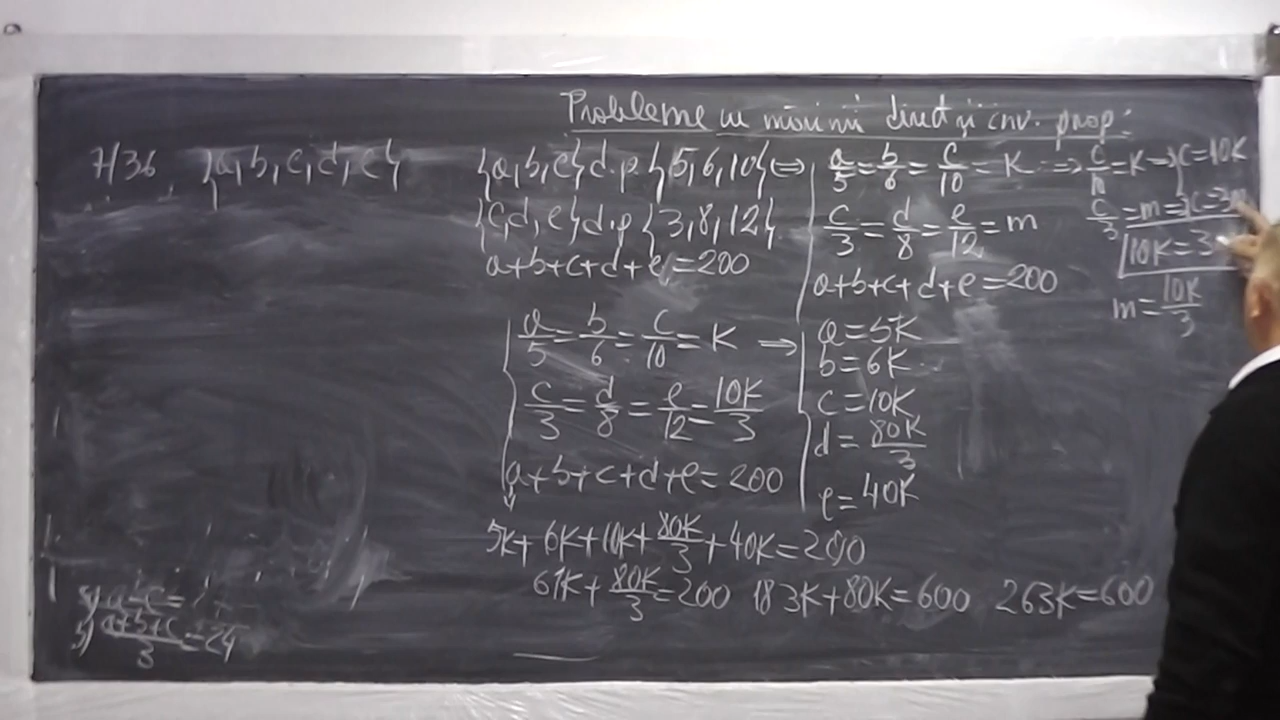 Probleme cu mărimi direct și inv. prop:
7/36 {a,b,c,d,e}
{a,b,c} d.p. {5,6,10} <=>
{c,d,e} d.p {3,8,12}
a+b+c+d+e=200
a/5=b/6=c/10=K
c/3=d/8=e/12=m
a+b+c+d+e=200
=> c/10=K => c=10K
c/3=m => c=3m
10K=3
m=10K/3
a/5=b/6=c/10=K =>
c/3=d/8=e/12=10K/3
a+b+c+d+e=200
a=5K
b=6K
c=10K
d=80K/3
e=40K
5K+6K+10K+80K/3+40K=200
61K+80K/3=200 183K+80K=600 263K=600
a+b+c/3=24